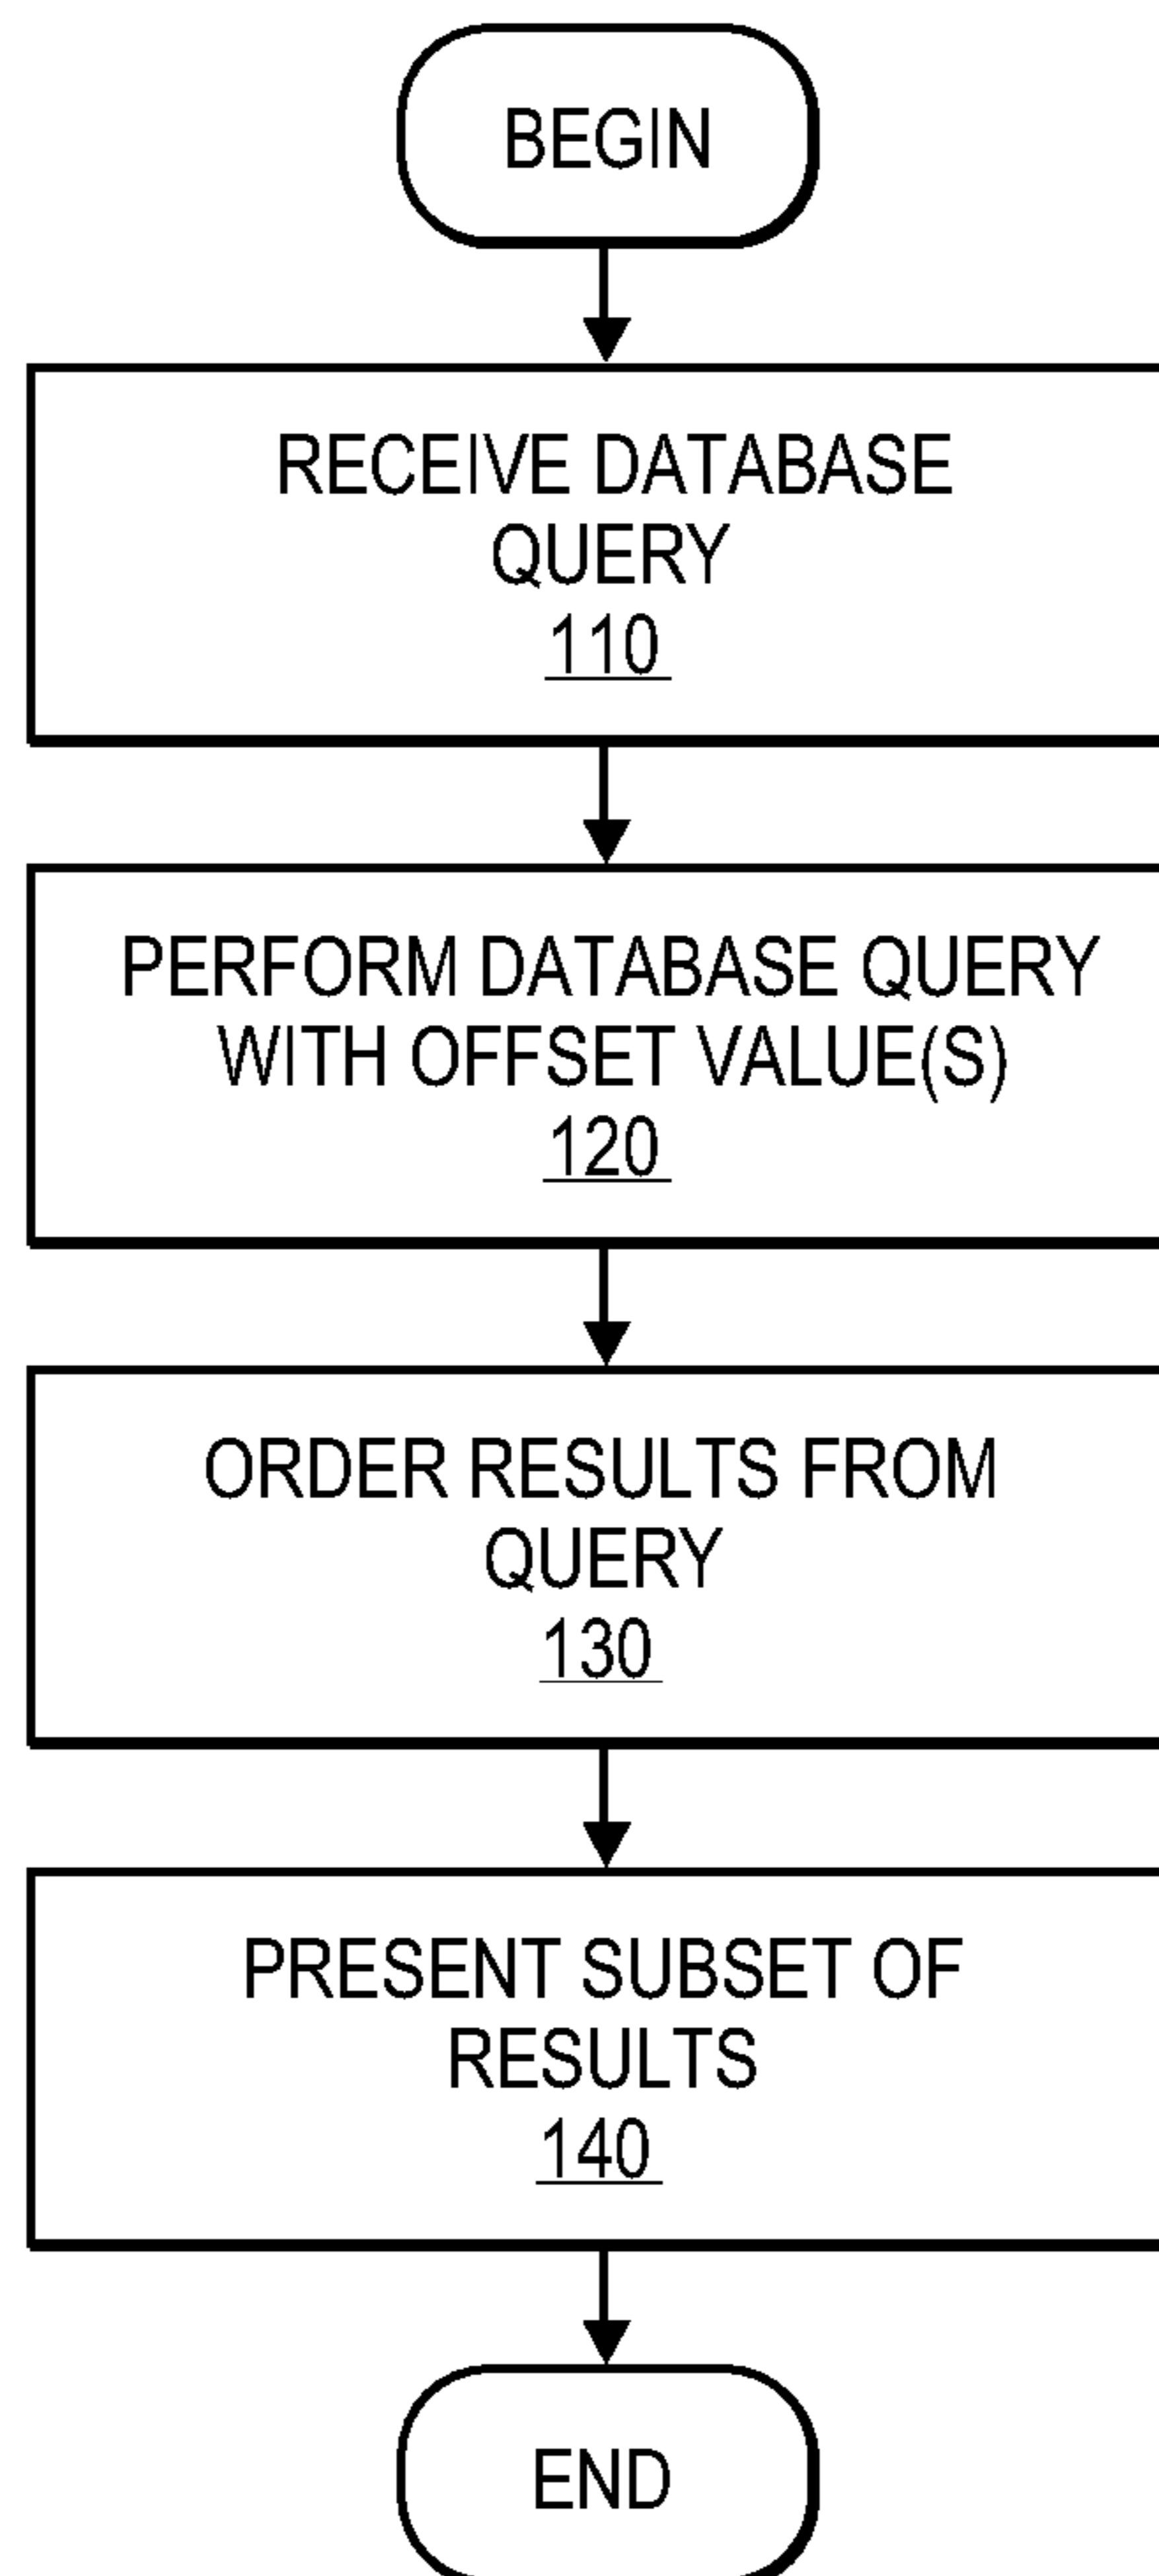 BEGIN
RECEIVE DATABASE
QUERY
110
PERFORM DATABASE QUERY
WITH OFFSET VALUE(S)
120
ORDER RESULTS FROM
QUERY
130
PRESENT SUBSET OF
RESULTS
140
END